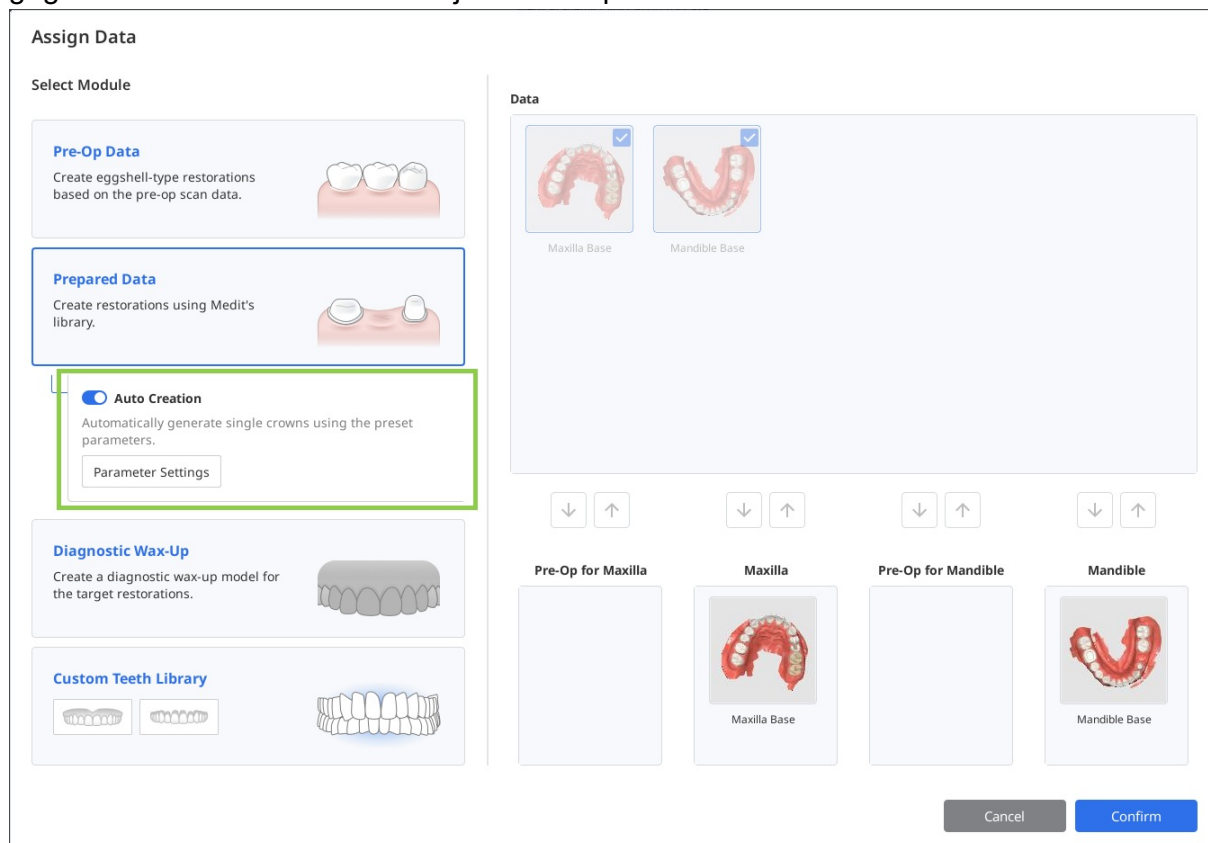 Assign Data
Select Module
Pre-Op Data
Create eggshell-type restorations
based on the pre-op scan data.
Prepared Data
Create restorations using Medit's
library.
Auto Creation
Automatically generate single crowns using the preset
parameters.
Parameter Settings
Diagnostic Wax-Up
Create a diagnostic wax-up model for
the target restorations.
Custom Teeth Library
Data
Maxilla Base
Mandible Base
Pre-Op for Maxilla
Maxilla
Pre-Op for Mandible
Mandible
Maxilla Base
Mandible Base
Cancel
Confirm